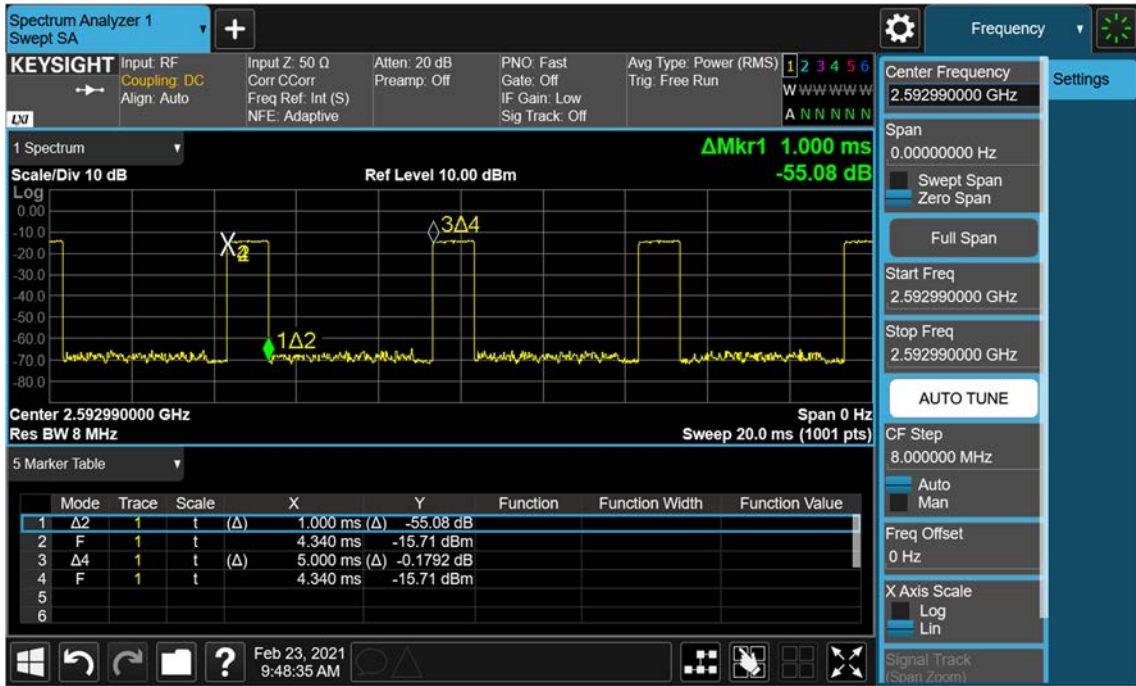 Spectrum Analyzer 1
Swept SA
Frequency
KEYSIGHT
LXI
Input: RF
Coupling: DC
Align: Auto
Input Z: 50 Ω
Corr CCorr
Freq Ref: Int (S)
NFE: Adaptive
Atten: 20 dB
Preamp: Off
PNO: Fast
Gate: Off
IF Gain: Low
Sig Track: Off
Avg Type: Power (RMS)
Trig: Free Run
1 2 3 4 5 6
W W W W W W
A N N N N N
1 Spectrum
ΔMkr1 1.000 ms
-55.08 dB
Scale/Div 10 dB
Ref Level 10.00 dBm
Log
0.00
-10.0
-20.0
-30.0
-40.0
-50.0
-60.0
-70.0
-80.0
3Δ4
1Δ2
Center 2.592990000 GHz
Span 0 Hz
Res BW 8 MHz
Sweep 20.0 ms (1001 pts)
5 Marker Table
Mode Trace Scale X Y Function Function Width Function Value
1 Δ2 1 t (Δ) 1.000 ms (Δ) -55.08 dB
2 F 1 t 4.340 ms -15.71 dBm
3 Δ4 1 t (Δ) 5.000 ms (Δ) -0.1792 dB
4 F 1 t 4.340 ms -15.71 dBm
5
6
?
Feb 23, 2021
9:48:35 AM
Center Frequency
2.592990000 GHz
Span
0.00000000 Hz
Swept Span
Zero Span
Full Span
Start Freq
2.592990000 GHz
Stop Freq
2.592990000 GHz
AUTO TUNE
CF Step
8.000000 MHz
Auto
Man
Freq Offset
0 Hz
X Axis Scale
Log
Lin
Signal Track
(Span Zoom)
Settings